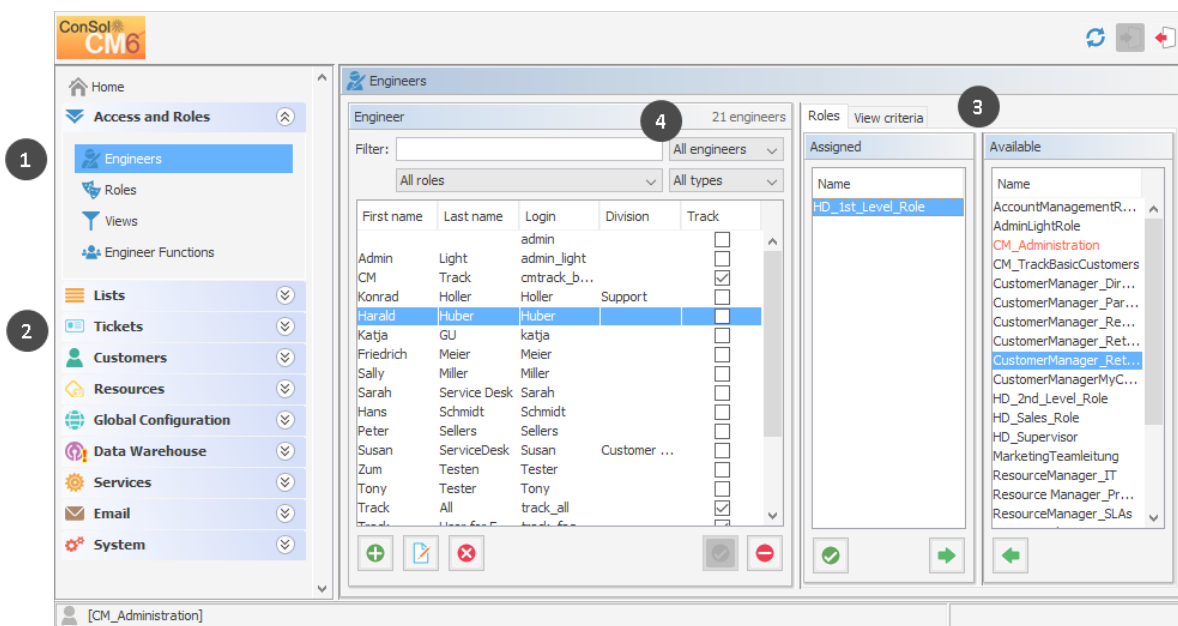 ConSol
CM6
Home
Access and Roles
Engineers
Roles
Views
Engineer Functions
Lists
Tickets
Customers
Resources
Global Configuration
Data Warehouse
Services
Email
System
1
2
Engineers
Engineer 21 engineers
4
Filter: All engineers
All roles All types
First name Last name Login Division Track
admin
Admin Light admin_light
CM Track cmtrack_b...
Konrad Holler Holler Support
Harald Huber Huber
Katja GU katja
Friedrich Meier Meier
Sally Miller Miller
Sarah Service Desk Sarah
Hans Schmidt Schmidt
Peter Sellers Sellers
Susan ServiceDesk Susan Customer ...
Zum Testen Tester
Tony Tester Tony
Track All track_all
3
Roles View criteria
Assigned
Name
HD_1st_Level_Role
Available
Name
AccountManagementR...
AdminLightRole
CM_Administration
CM_TrackBasicCustomers
CustomerManager_Dir...
CustomerManager_Par...
CustomerManager_Re...
CustomerManager_Ret...
CustomerManager_Ret...
CustomerManagerMyC...
HD_2nd_Level_Role
HD_Sales_Role
HD_Supervisor
MarketingTeamleitung
ResourceManager_IT
Resource Manager_Pr...
ResourceManager_SLAs
[CM_Administration]